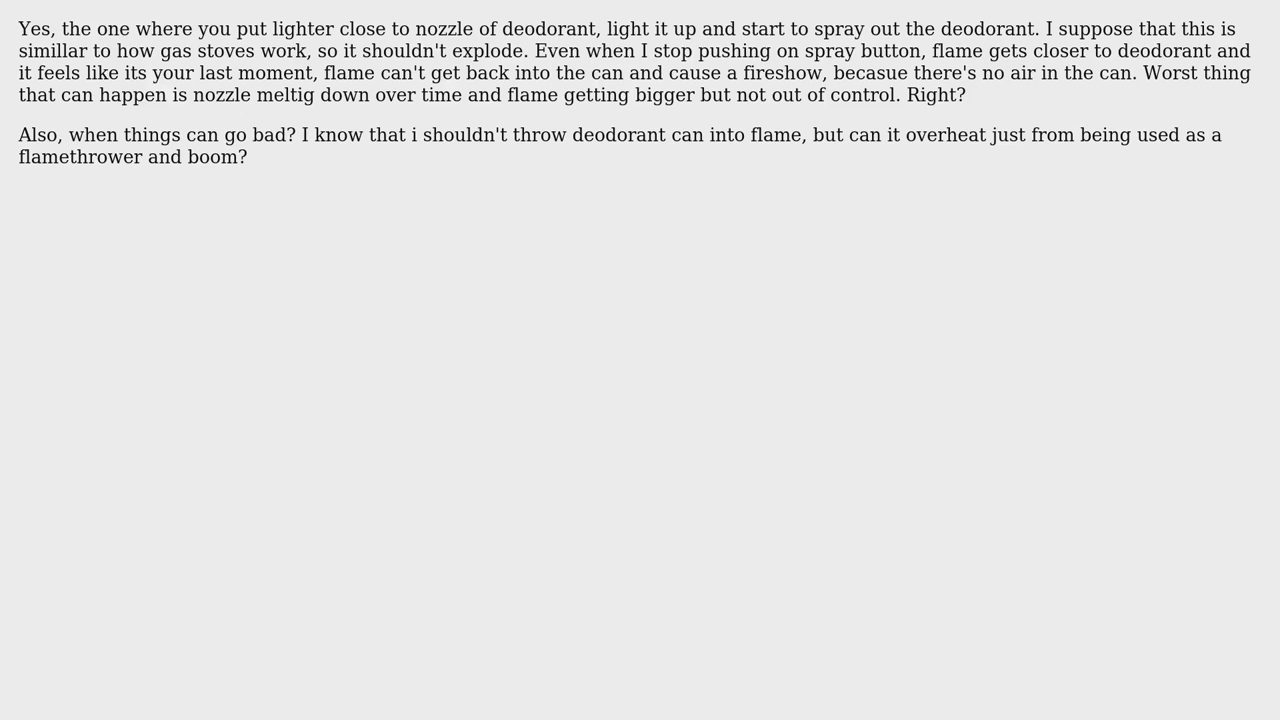 Yes, the one where you put lighter close to nozzle of deodorant, light it up and start to spray out the deodorant. I suppose that this is
simillar to how gas stoves work, so it shouldn't explode. Even when I stop pushing on spray button, flame gets closer to deodorant and
it feels like its your last moment, flame can't get back into the can and cause a fireshow, becasue there's no air in the can. Worst thing
that can happen is nozzle meltig down over time and flame getting bigger but not out of control. Right?
Also, when things can go bad? I know that i shouldn't throw deodorant can into flame, but can it overheat just from being used as a
flamethrower and boom?